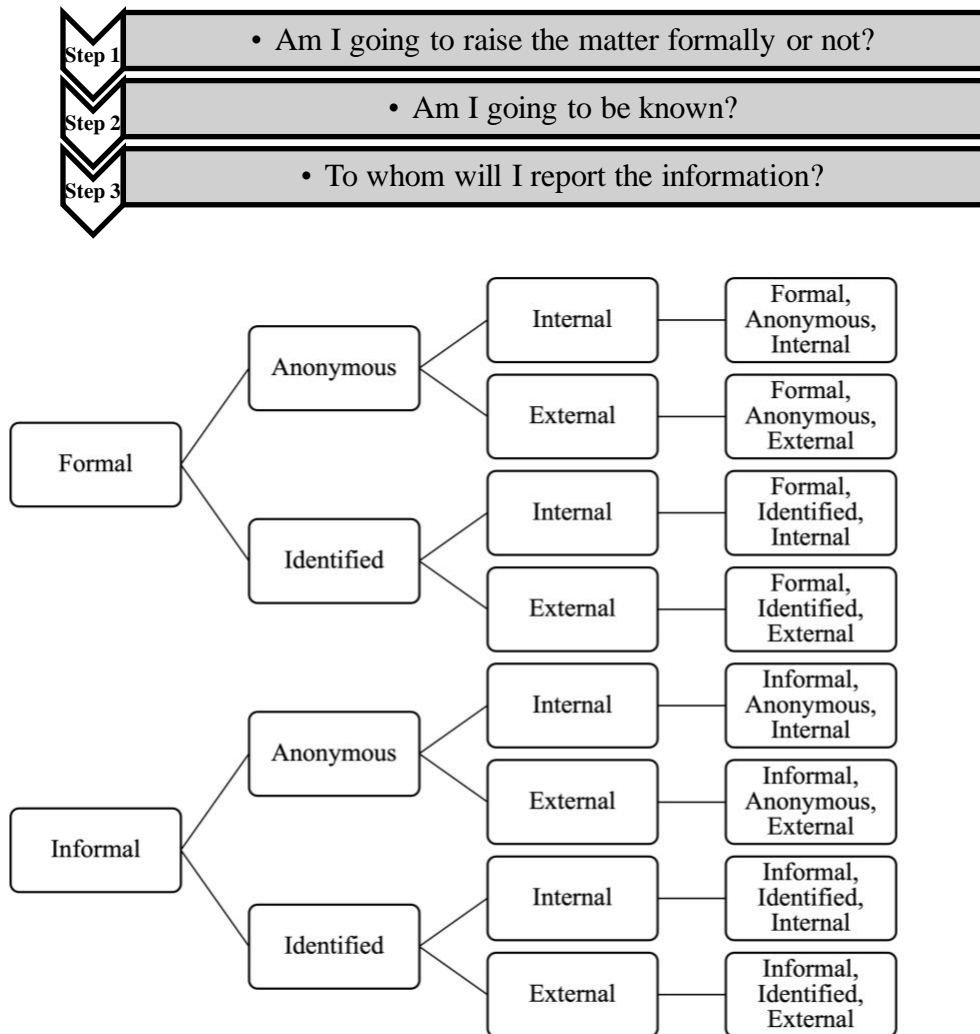 Step 1
• Am I going to raise the matter formally or not?
Step 2
• Am I going to be known?
Step 3
• To whom will I report the information?
Formal
Anonymous
Internal
Formal,
Anonymous,
Internal
External
Formal,
Anonymous,
External
Identified
Internal
Formal,
Identified,
Internal
External
Formal,
Identified,
External
Informal
Anonymous
Internal
Informal,
Anonymous,
Internal
External
Informal,
Anonymous,
External
Identified
Internal
Informal,
Identified,
Internal
External
Informal,
Identified,
External